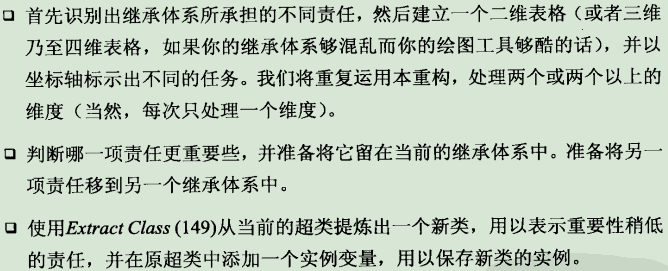 □ 首先识别出继承体系所承担的不同责任，然后建立一个二维表格（或者三维
乃至四维表格，如果你的继承体系够混乱而你的绘图工具够酷的话），并以
坐标轴标示出不同的任务。我们将重复运用本重构，处理两个或两个以上的
维度（当然，每次只处理一个维度）。
□ 判断哪一项责任更重要些，并准备将它留在当前的继承体系中。准备将另一
项责任移到另一个继承体系中。
□ 使用Extract Class (149)从当前的超类提炼出一个新类，用以表示重要性稍低
的责任，并在原超类中添加一个实例变量，用以保存新类的实例。